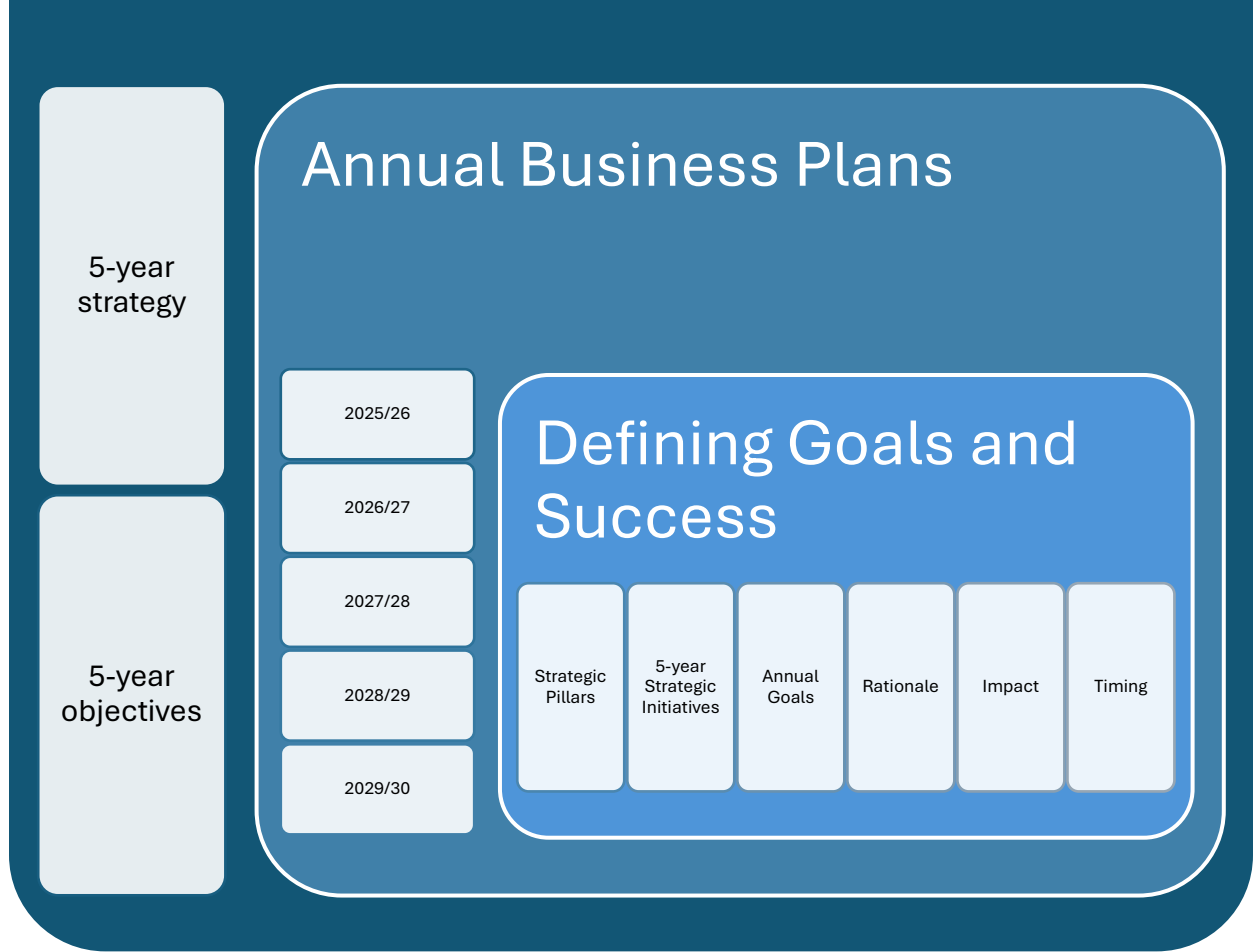 Annual Business Plans
5-year
strategy
5-year
objectives
2025/26
2026/27
2027/28
2028/29
2029/30
Defining Goals and
Success
Strategic
Pillars
5-year
Strategic
Initiatives
Annual
Goals
Rationale
Impact
Timing